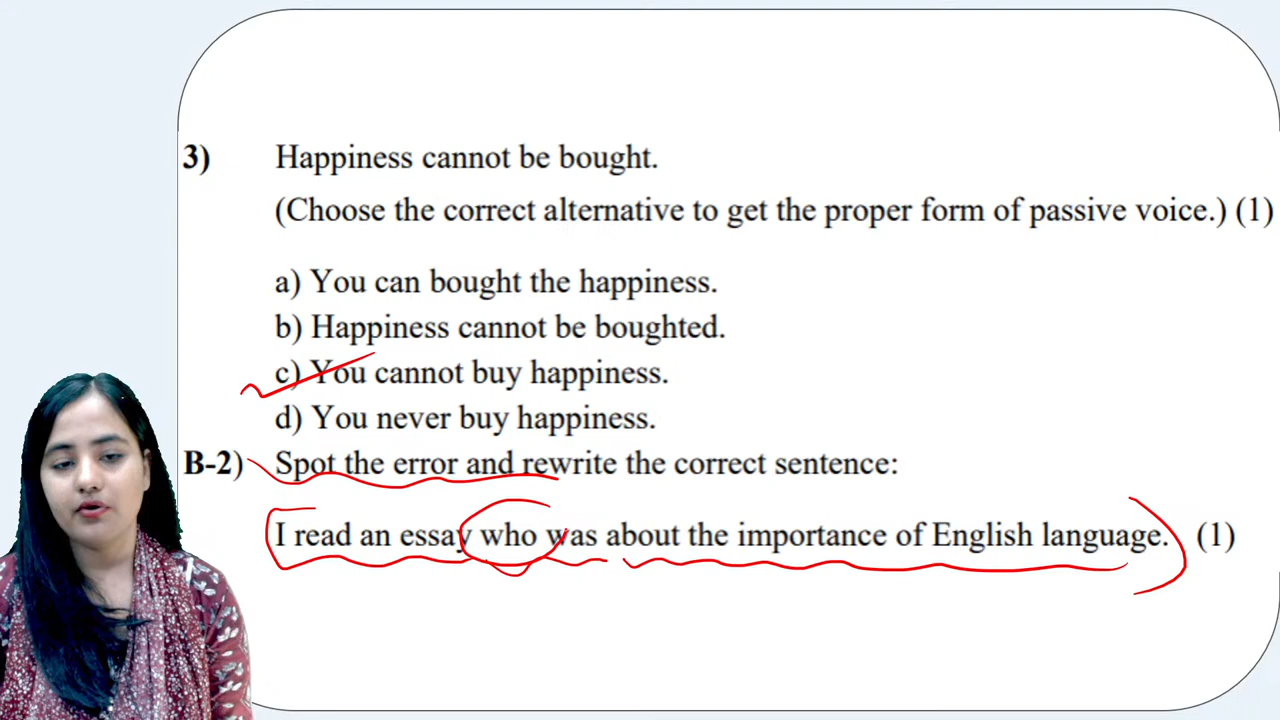 3) Happiness cannot be bought.
(Choose the correct alternative to get the proper form of passive voice.) (1)
a) You can bought the happiness.
b) Happiness cannot be boughted.
c) You cannot buy happiness.
d) You never buy happiness.
B-2) Spot the error and rewrite the correct sentence:
I read an essay who was about the importance of English language. (1)